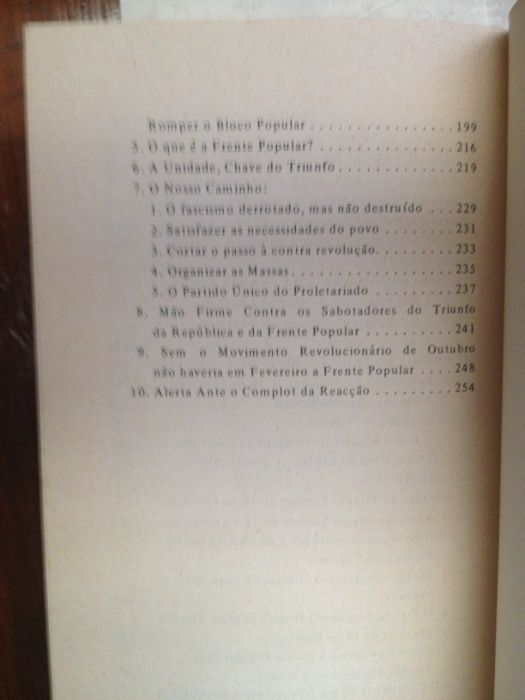 Romper o Bloco Popular . . . . . . . . . . . . . . . . 199
5. O que é a Frente Popular? . . . . . . . . . . . . . . . 216
6. A Unidade, Chave do Triunfo . . . . . . . . . . . . . 219
7. O Nosso Caminho:
1. O fascismo derrotado, mas não destruído . . . 229
2. Satisfazer as necessidades do povo . . . . . . . 231
3. Cortar o passo à contra revolução. . . . . . . . . 233
4. Organizar as Massas. . . . . . . . . . . . . . . . . 235
5. O Partido Único do Proletariado . . . . . . . . 237
8. Mão Firme Contra os Sabotadores do Triunfo
da República e da Frente Popular . . . . . . . . . 241
9. Sem o Movimento Revolucionário de Outubro
não haveria em Fevereiro a Frente Popular . . . . 248
10. Alerta Ante o Complot da Reacção . . . . . . . . . 254